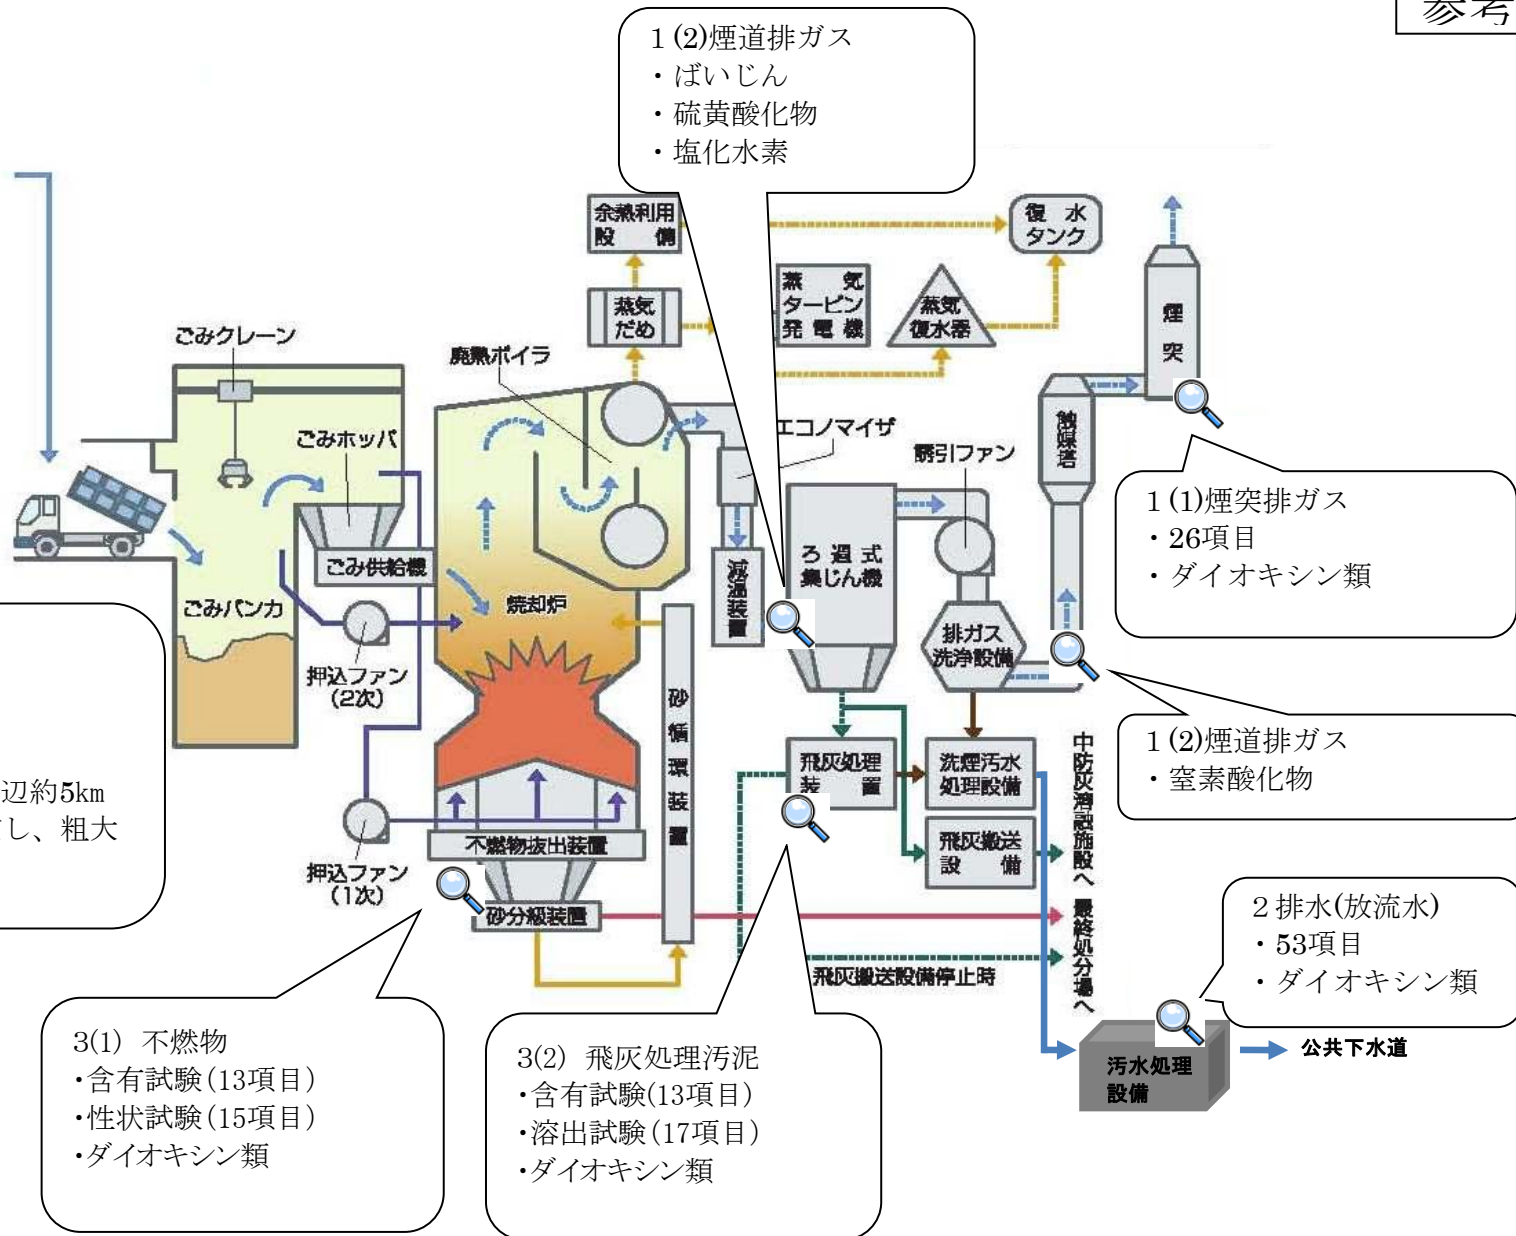 参考
1 (2)煙道排ガス
・ばいじん
・硫黄酸化物
・塩化水素
余熱利用
設　備
復　水
タンク
蒸気
だめ
蒸　気
タービン
発 電 機
蒸気
復水器
煙突
ごみクレーン
廃熱ボイラ
ごみホッパ
エコノマイザ
誘引ファン
触媒塔
1 (1)煙突排ガス
・26項目
・ダイオキシン類
ごみ供給機
ごみバンカ
焼却炉
減温装置
ろ 過 式
集じん機
排ガス
洗浄設備
押込ファン
(2次)
砂循環装置
1 (2)煙道排ガス
・窒素酸化物
辺約5km
し、粗大
飛灰処理
装　置
洗煙汚水
処理設備
中防灰溶融施設へ
不燃物抜出装置
飛灰搬送
設　備
押込ファン
(1次)
砂分級装置
最終処分場へ
飛灰搬送設備停止時
2 排水(放流水)
・53項目
・ダイオキシン類
汚水処理
設備
公共下水道
3(1) 不燃物
・含有試験(13項目)
・性状試験(15項目)
・ダイオキシン類
3(2) 飛灰処理汚泥
・含有試験(13項目)
・溶出試験(17項目)
・ダイオキシン類